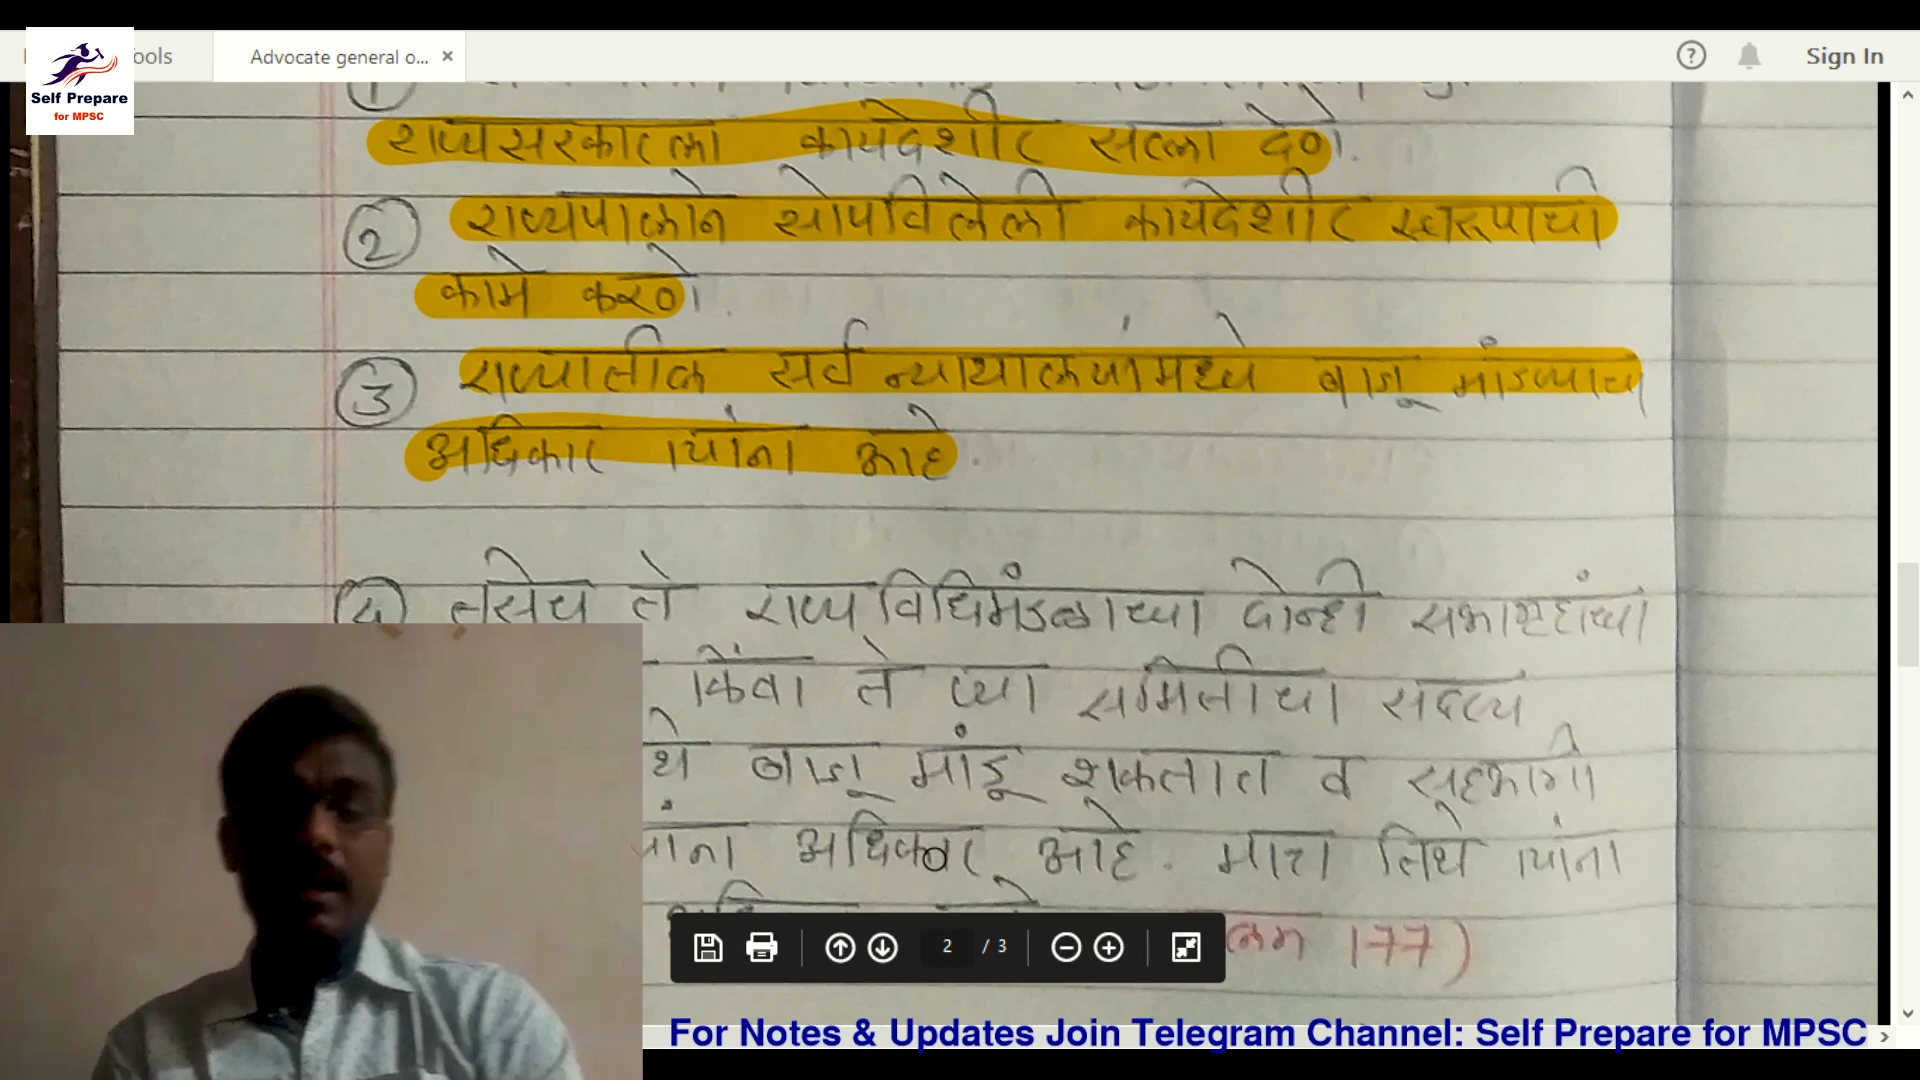 ools
Advocate general o... ×
? Sign In
Self Prepare
for MPSC
राज्यसरकारला कायदेशीर सल्ला देणे.
② राज्यपालाने सोपविलेली कायदेशीर स्वरूपाची
कामे करणे.
③ राज्यातील सर्व न्यायालयांमध्ये बाजू मांडण्याचा
अधिकार यांना आहे.
④ तसेच ते राज्य विधिमंडळाच्या दोन्ही सभागृहांच्या
किंवा ते ज्या समितीचा सदस्य
थे बाजू मांडू शकतात व सहभागी
यांना अधिकार आहे. मात्र तिथे यांना
लम 177)
2 / 3
For Notes & Updates Join Telegram Channel: Self Prepare for MPSC